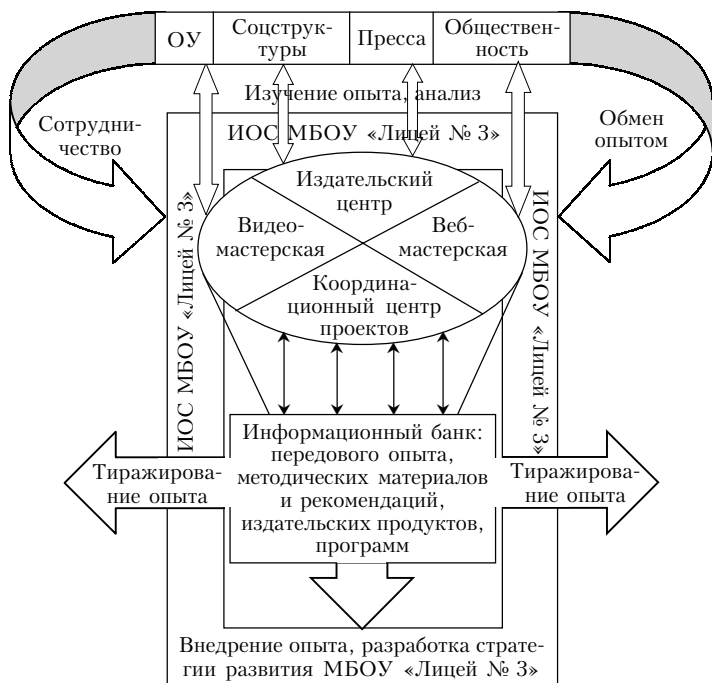 ОУ
Соцструк-
туры
Пресса
Обществен-
ность
Изучение опыта, анализ
Сотрудни-
чество
ИОС МБОУ «Лицей № 3»
Обмен
опытом
ИОС МБОУ «Лицей № 3»
Издательский
центр
Видео-
мастерская
Веб-
мастерская
Координа-
ционный центр
проектов
ИОС МБОУ «Лицей № 3»
Информационный банк:
передового опыта,
методических материалов
и рекомендаций,
издательских продуктов,
программ
Тиражирова-
ние опыта
Тиражирова-
ние опыта
Внедрение опыта, разработка страте-
гии развития МБОУ «Лицей № 3»